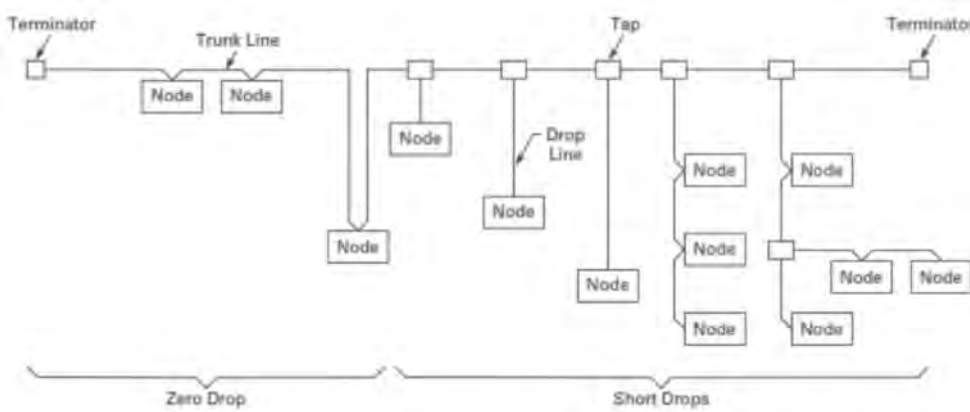 Terminator
Tap
Terminator
Trunk Line
Node
Node
Node
Drop
Line
Node
Node
Node
Node
Node
Node
Node
Node
Node
Node
Node
Zero Drop
Short Drops